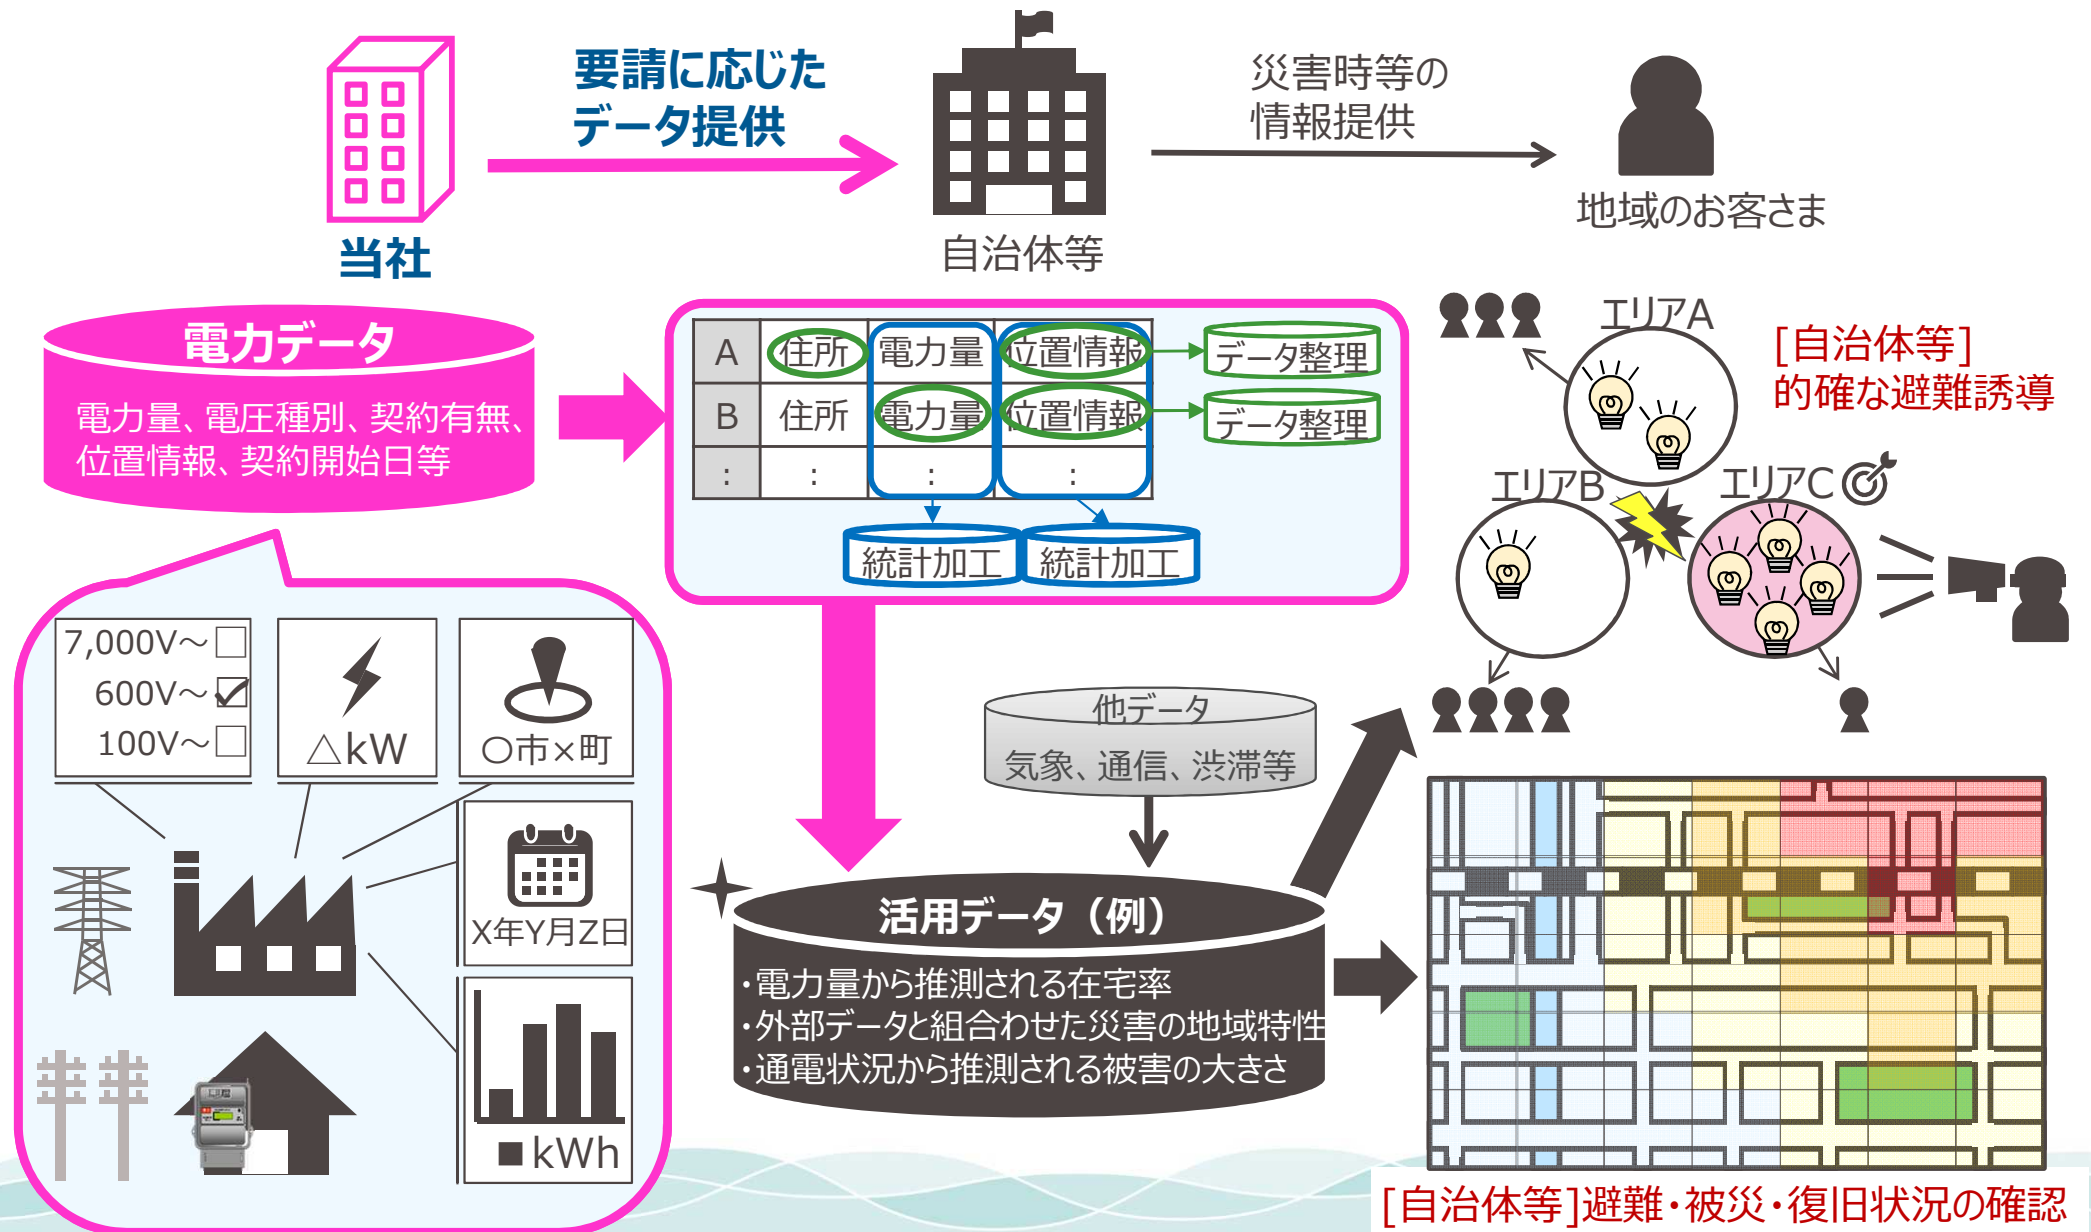 要請に応じた
データ提供
災害時等の
情報提供
当社
自治体等
地域のお客さま
電力データ
電力量、電圧種別、契約有無、
位置情報、契約開始日等
A 住所 電力量 位置情報 データ整理
B 住所 電力量 位置情報 データ整理
: : : :
統計加工 統計加工
エリアA
[自治体等]
的確な避難誘導
エリアB
エリアC
7,000V～□
600V～☑
100V～□
△kW
○市×町
X年Y月Z日
■kWh
他データ
気象、通信、渋滞等
活用データ（例）
・電力量から推測される在宅率
・外部データと組合わせた災害の地域特性
・通電状況から推測される被害の大きさ
[自治体等]避難・被災・復旧状況の確認